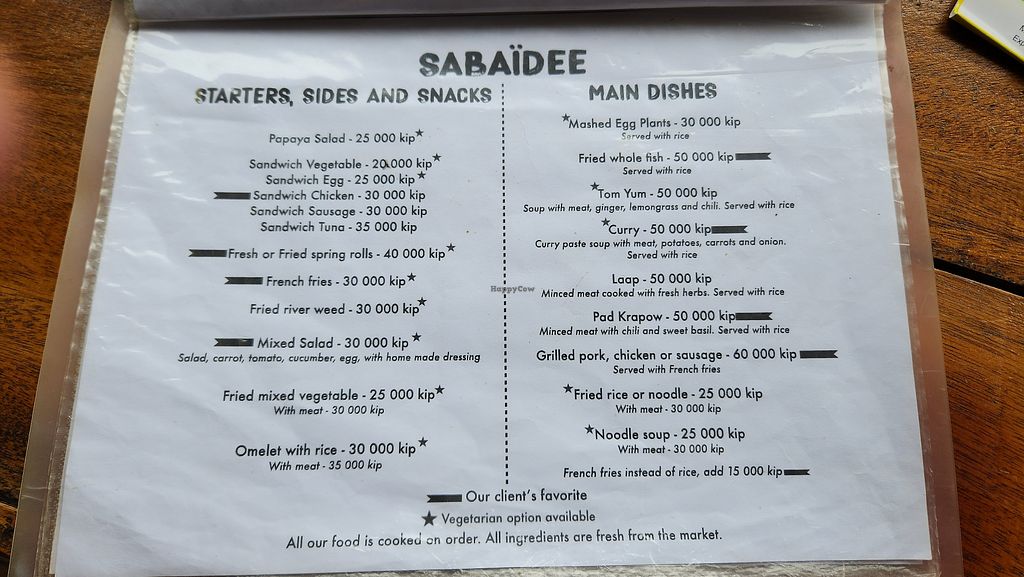 SABAÏDEE
STARTERS, SIDES AND SNACKS
Papaya Salad - 25 000 kip★
Sandwich Vegetable - 20 000 kip★
Sandwich Egg - 25 000 kip★
Sandwich Chicken - 30 000 kip
Sandwich Sausage - 30 000 kip
Sandwich Tuna - 35 000 kip
Fresh or Fried spring rolls - 40 000 kip★
French fries - 30 000 kip★
Fried river weed - 30 000 kip★
Mixed Salad - 30 000 kip★
Salad, carrot, tomato, cucumber, egg, with home made dressing
Fried mixed vegetable - 25 000 kip★
With meat - 30 000 kip
Omelet with rice - 30 000 kip★
With meat - 35 000 kip
MAIN DISHES
★Mashed Egg Plants - 30 000 kip
Served with rice
Fried whole fish - 50 000 kip
Served with rice
★Tom Yum - 50 000 kip
Soup with meat, ginger, lemongrass and chili. Served with rice
★Curry - 50 000 kip
Curry paste soup with meat, potatoes, carrots and onion.
Served with rice
Laap - 50 000 kip
Minced meat cooked with fresh herbs. Served with rice
Pad Krapow - 50 000 kip
Minced meat with chili and sweet basil. Served with rice
Grilled pork, chicken or sausage - 60 000 kip
Served with French fries
★Fried rice or noodle - 25 000 kip
With meat - 30 000 kip
★Noodle soup - 25 000 kip
With meat - 30 000 kip
French fries instead of rice, add 15 000 kip
Our client's favorite
★ Vegetarian option available
All our food is cooked on order. All ingredients are fresh from the market.
HappyCow